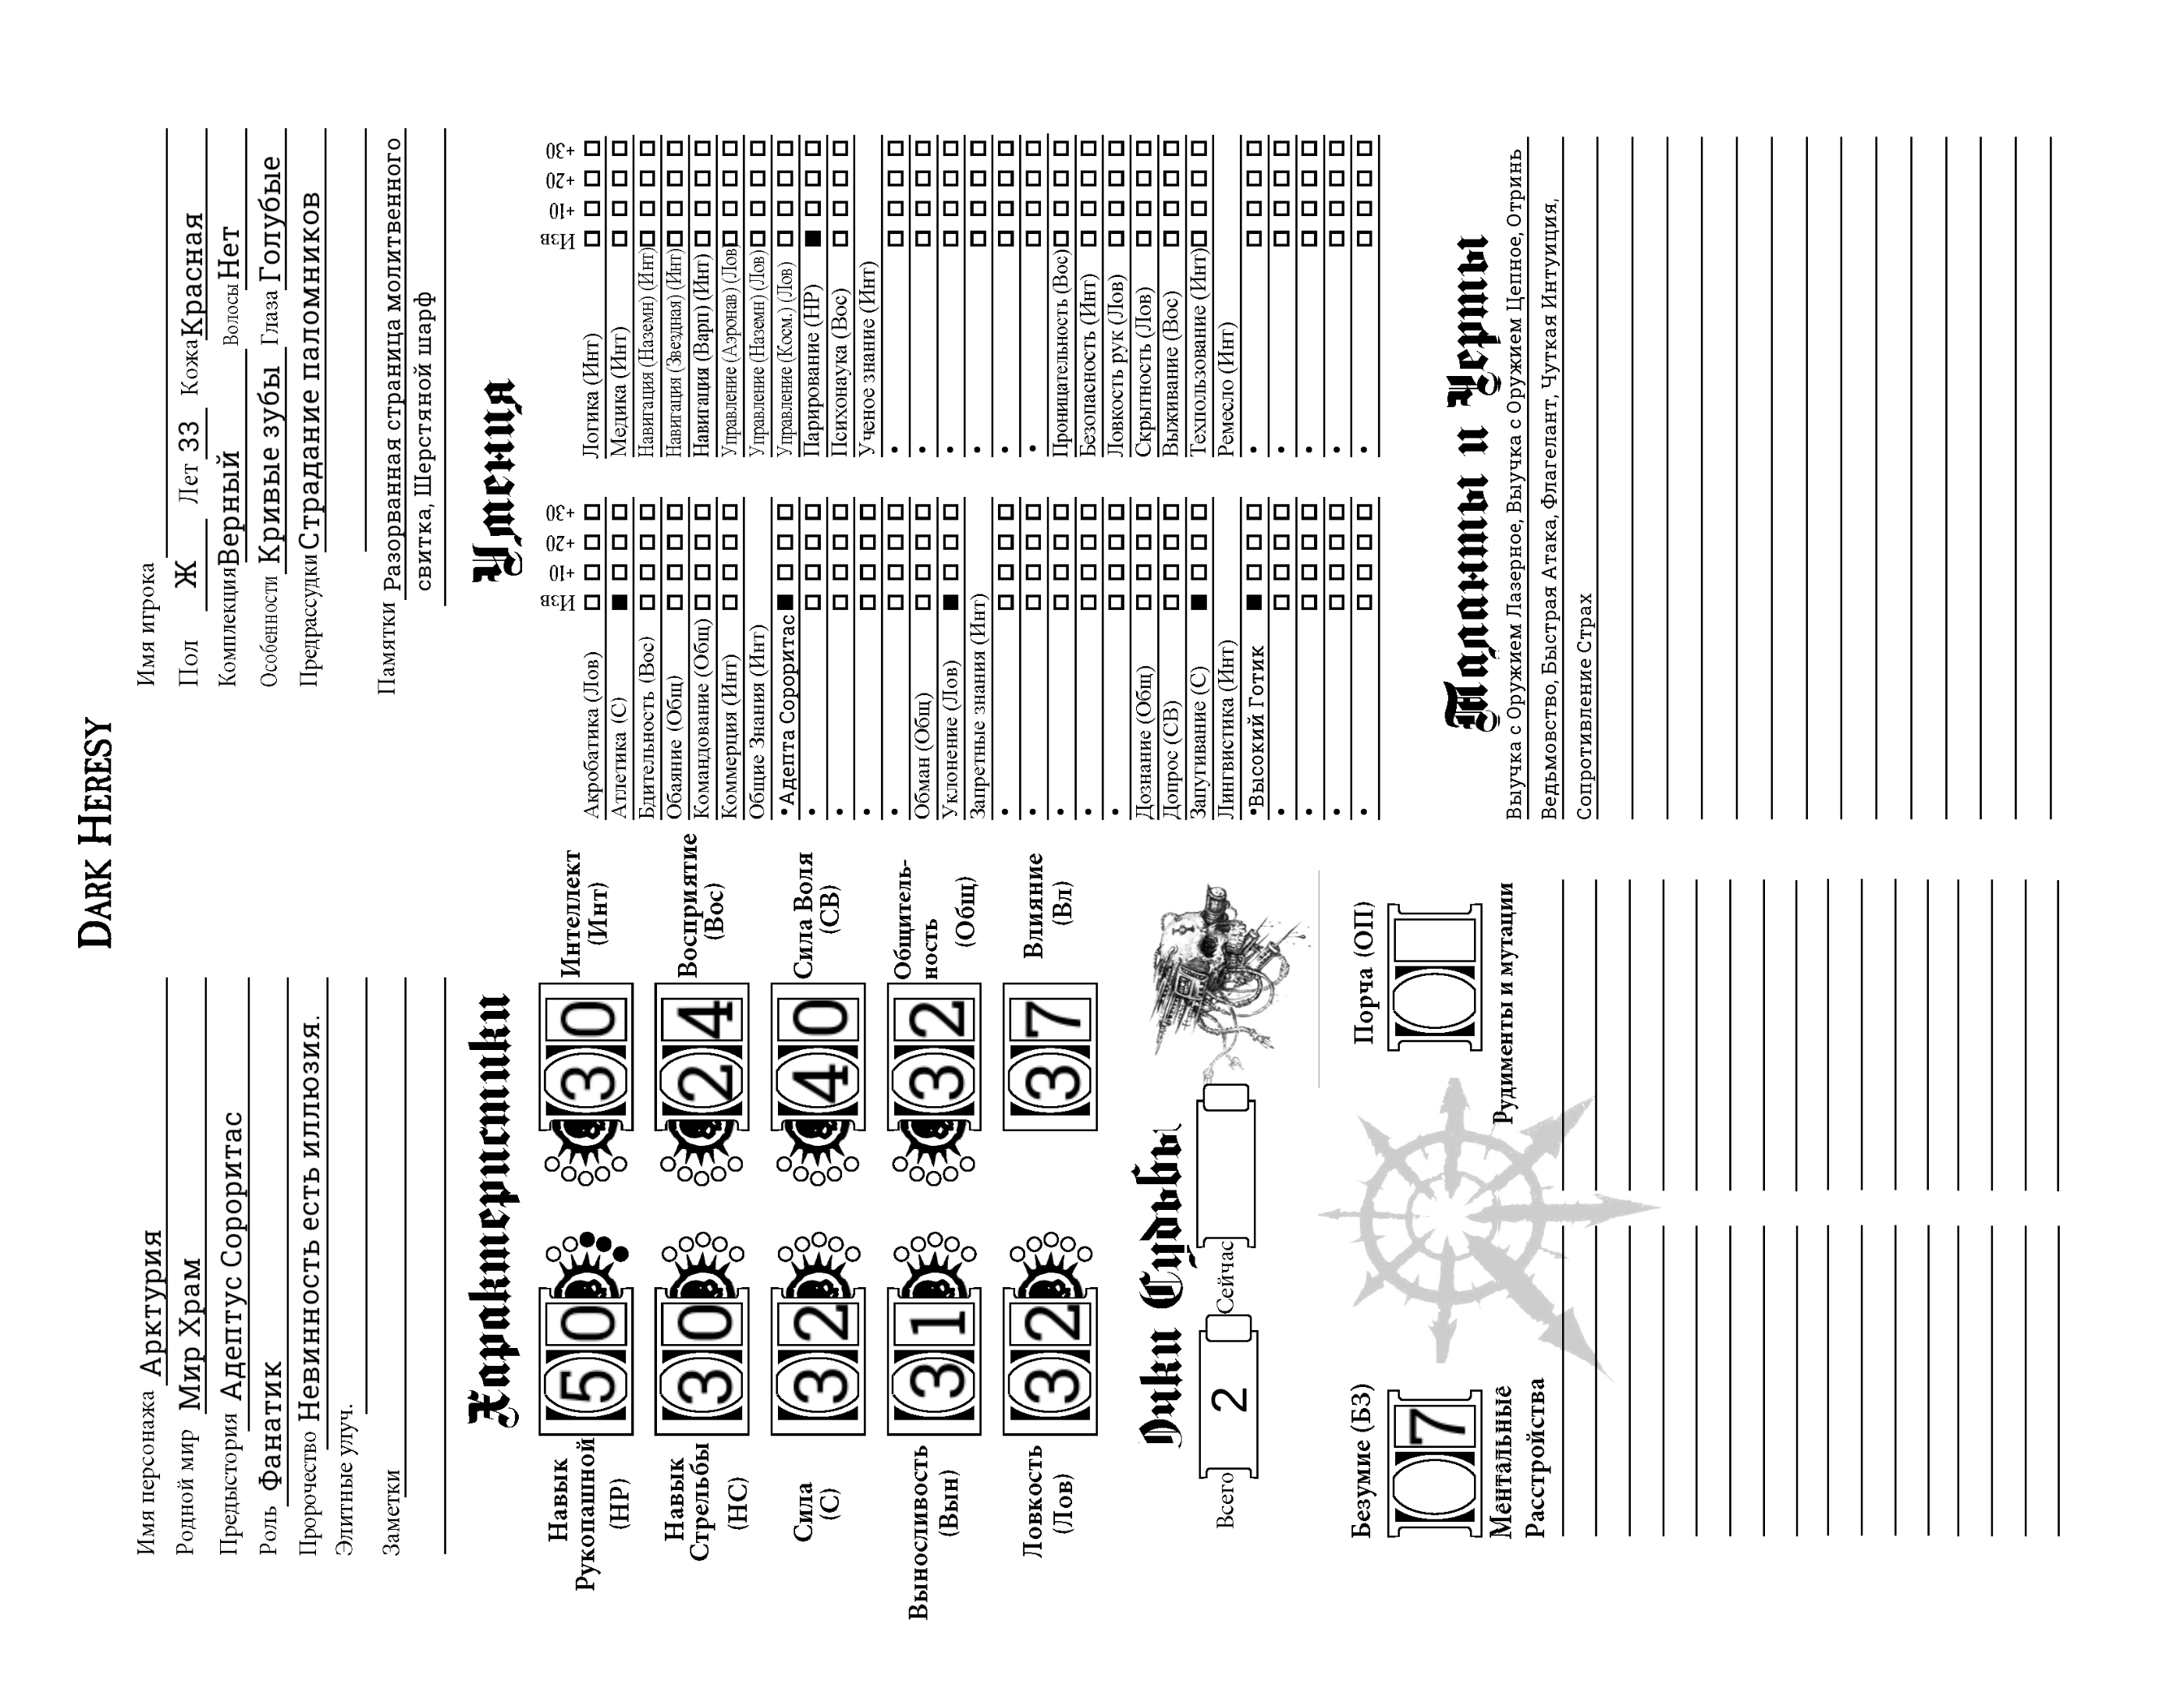 DARK HERESY
Имя персонажа Арктурия
Родной мир Мир Храм
Предыстория Адептус Сороритас
Роль Фанатик
Пророчество Невинность есть иллюзия.
Элитные улуч.
Заметки
Имя игрока
Пол Ж Лет 33 Кожа Красная
Комплекция Верный Волосы Нет
Особенности Кривые зубы Глаза Голубые
Предрассудки Страдание паломников
Памятки Разорванная страница молитвенного
свитка, Шерстяной шарф
Характеристики
Навык
Рукопашной
(НР)
50
30
Интеллект
(Инт)
Навык
Стрельбы
(НС)
30
24
Восприятие
(Вос)
Сила
(С)
32
40
Сила Воля
(СВ)
Выносливость
(Вын)
31
32
Общитель-
ность
(Общ)
Ловкость
(Лов)
32
37
Влияние
(Вл)
Очки Судьбы
Всего 2 Сейчас
Безумие (БЗ)
07
Ментальные
Расстройства
Порча (ОП)
0
Рудименты и мутации
Умения
Изв +10 +20 +30
Акробатика (Лов)
Атлетика (С)
Бдительность (Вос)
Обаяние (Общ)
Командование (Общ)
Коммерция (Инт)
Общие Знания (Инт)
•Адепта Сороритас
•
•
•
•
Обман (Общ)
Уклонение (Лов)
Запретные знания (Инт)
•
•
•
•
•
Дознание (Общ)
Допрос (СВ)
Запугивание (С)
Лингвистика (Инт)
•Высокий Готик
•
•
•
•
Изв +10 +20 +30
Логика (Инт)
Медика (Инт)
Навигация (Наземн) (Инт)
Навигация (Звездная) (Инт)
Навигация (Варп) (Инт)
Управление (Аэронав) (Лов)
Управление (Наземн) (Лов)
Управление (Косм.) (Лов)
Парирование (НР)
Психонаука (Вос)
Ученое знание (Инт)
•
•
•
•
•
•
Проницательность (Вос)
Безопасность (Инт)
Ловкость рук (Лов)
Скрытность (Лов)
Выживание (Вос)
Техпользование (Инт)
Ремесло (Инт)
•
•
•
•
•
Таланты и Черты
Выучка с Оружием Лазерное, Выучка с Оружием Цепное, Отринь
Ведьмовство, Быстрая Атака, Флагелант, Чуткая Интуиция,
Сопротивление Страх